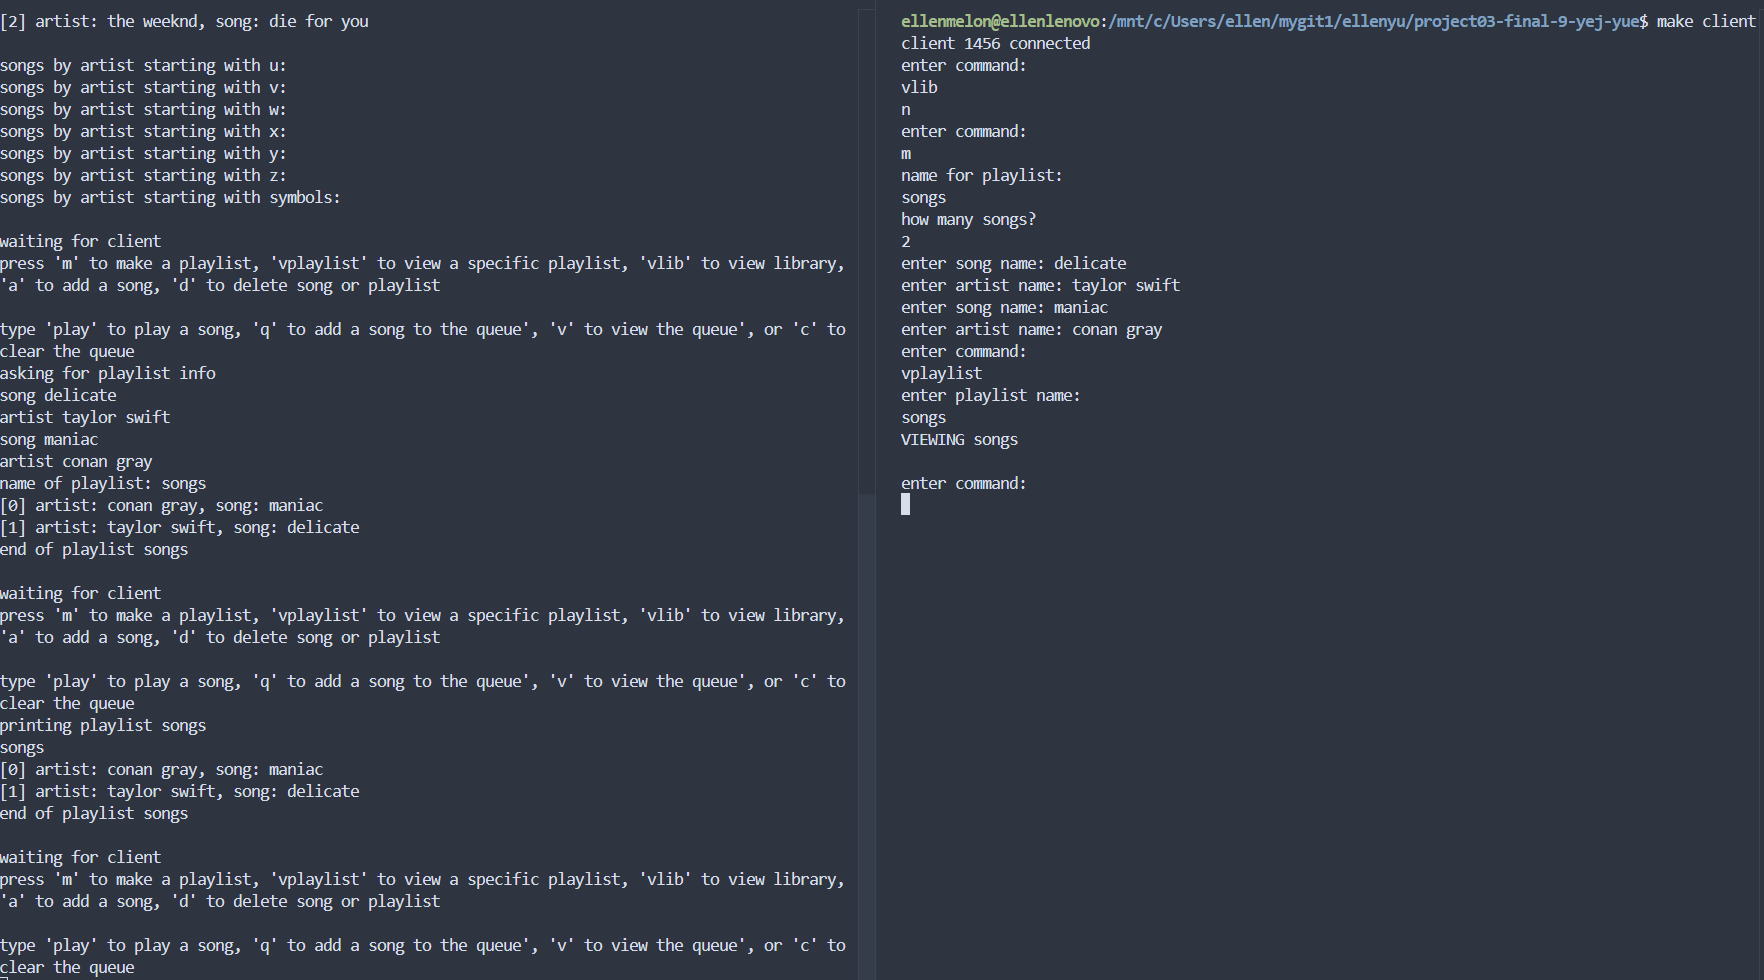 [2] artist: the weeknd, song: die for you
songs by artist starting with u:
songs by artist starting with v:
songs by artist starting with w:
songs by artist starting with x:
songs by artist starting with y:
songs by artist starting with z:
songs by artist starting with symbols:
waiting for client
press 'm' to make a playlist, 'vplaylist' to view a specific playlist, 'vlib' to view library,
'a' to add a song, 'd' to delete song or playlist
type 'play' to play a song, 'q' to add a song to the queue', 'v' to view the queue', or 'c' to
clear the queue
asking for playlist info
song delicate
artist taylor swift
song maniac
artist conan gray
name of playlist: songs
[0] artist: conan gray, song: maniac
[1] artist: taylor swift, song: delicate
end of playlist songs
waiting for client
press 'm' to make a playlist, 'vplaylist' to view a specific playlist, 'vlib' to view library,
'a' to add a song, 'd' to delete song or playlist
type 'play' to play a song, 'q' to add a song to the queue', 'v' to view the queue', or 'c' to
clear the queue
printing playlist songs
songs
[0] artist: conan gray, song: maniac
[1] artist: taylor swift, song: delicate
end of playlist songs
waiting for client
press 'm' to make a playlist, 'vplaylist' to view a specific playlist, 'vlib' to view library,
'a' to add a song, 'd' to delete song or playlist
type 'play' to play a song, 'q' to add a song to the queue', 'v' to view the queue', or 'c' to
clear the queue
ellenmelon@ellenlenovo:/mnt/c/Users/ellen/mygit1/ellenyu/project03-final-9-yej-yue$ make client
client 1456 connected
enter command:
vlib
n
enter command:
m
name for playlist:
songs
how many songs?
2
enter song name: delicate
enter artist name: taylor swift
enter song name: maniac
enter artist name: conan gray
enter command:
vplaylist
enter playlist name:
songs
VIEWING songs
enter command: